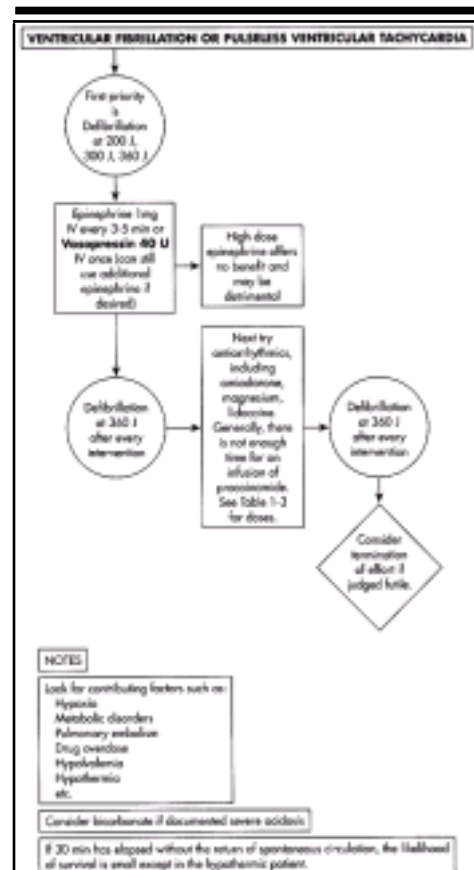 VENTRICULAR FIBRILLATION OR PULSELESS VENTRICULAR TACHYCARDIA
First priority
is
Defibrillation
at 200 J,
300 J, 360 J
Epinephrine 1mg
IV every 3-5 min or
Vasopressin 40 U
IV once (can still
use additional
epinephrine if
desired)
High dose
epinephrine offers
no benefit and
may be
detrimental
Defibrillation
at 360 J
after every
intervention
Next try
antiarrhythmics,
including
amiodarone,
magnesium,
lidocaine.
Generally, there
is not enough
time for an
infusion of
procainamide.
See Table 1-3
for doses.
Defibrillation
at 360 J
after every
intervention
Consider
termination
of effort if
judged futile.
NOTES
Look for contributing factors such as:
Hypoxia
Metabolic disorders
Pulmonary embolism
Drug overdose
Hypovolemia
Hypothermia
etc.
Consider bicarbonate if documented severe acidosis
If 30 min has elapsed without the return of spontaneous circulation, the likelihood
of survival is small except in the hypothermic patient.